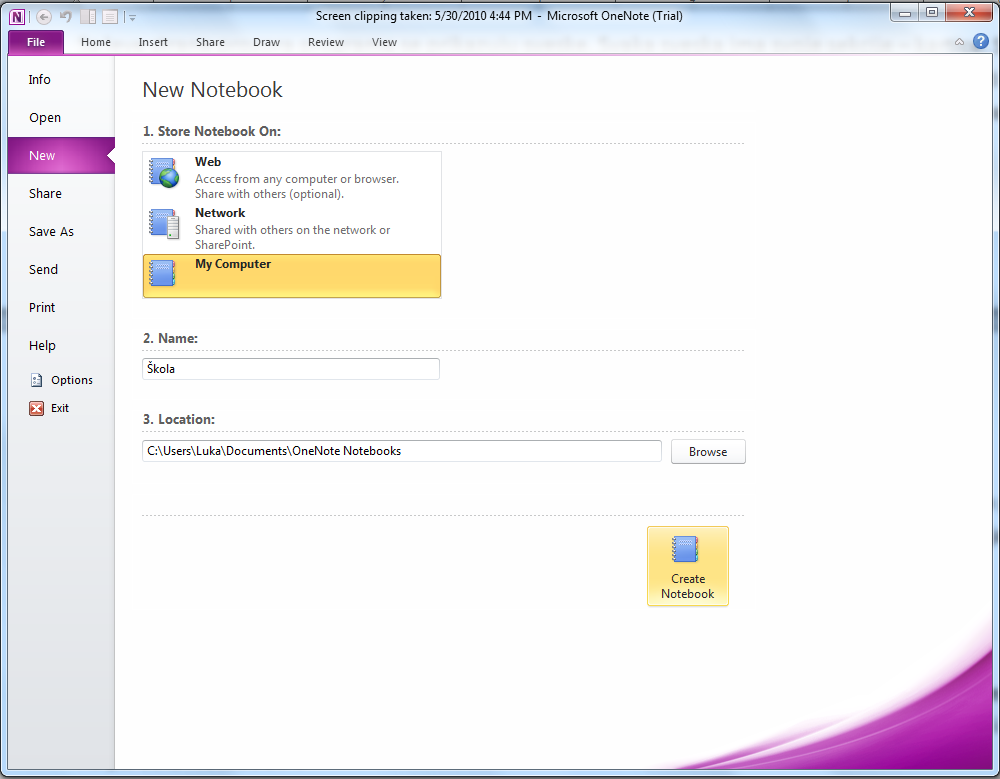 Screen clipping taken: 5/30/2010 4:44 PM - Microsoft OneNote (Trial)
File Home Insert Share Draw Review View
Info
Open
New
Share
Save As
Send
Print
Help
Options
Exit
New Notebook
1. Store Notebook On:
Web
Access from any computer or browser.
Share with others (optional).
Network
Shared with others on the network or
SharePoint.
My Computer
2. Name:
Škola
3. Location:
C:\Users\Luka\Documents\OneNote Notebooks
Browse
Create
Notebook